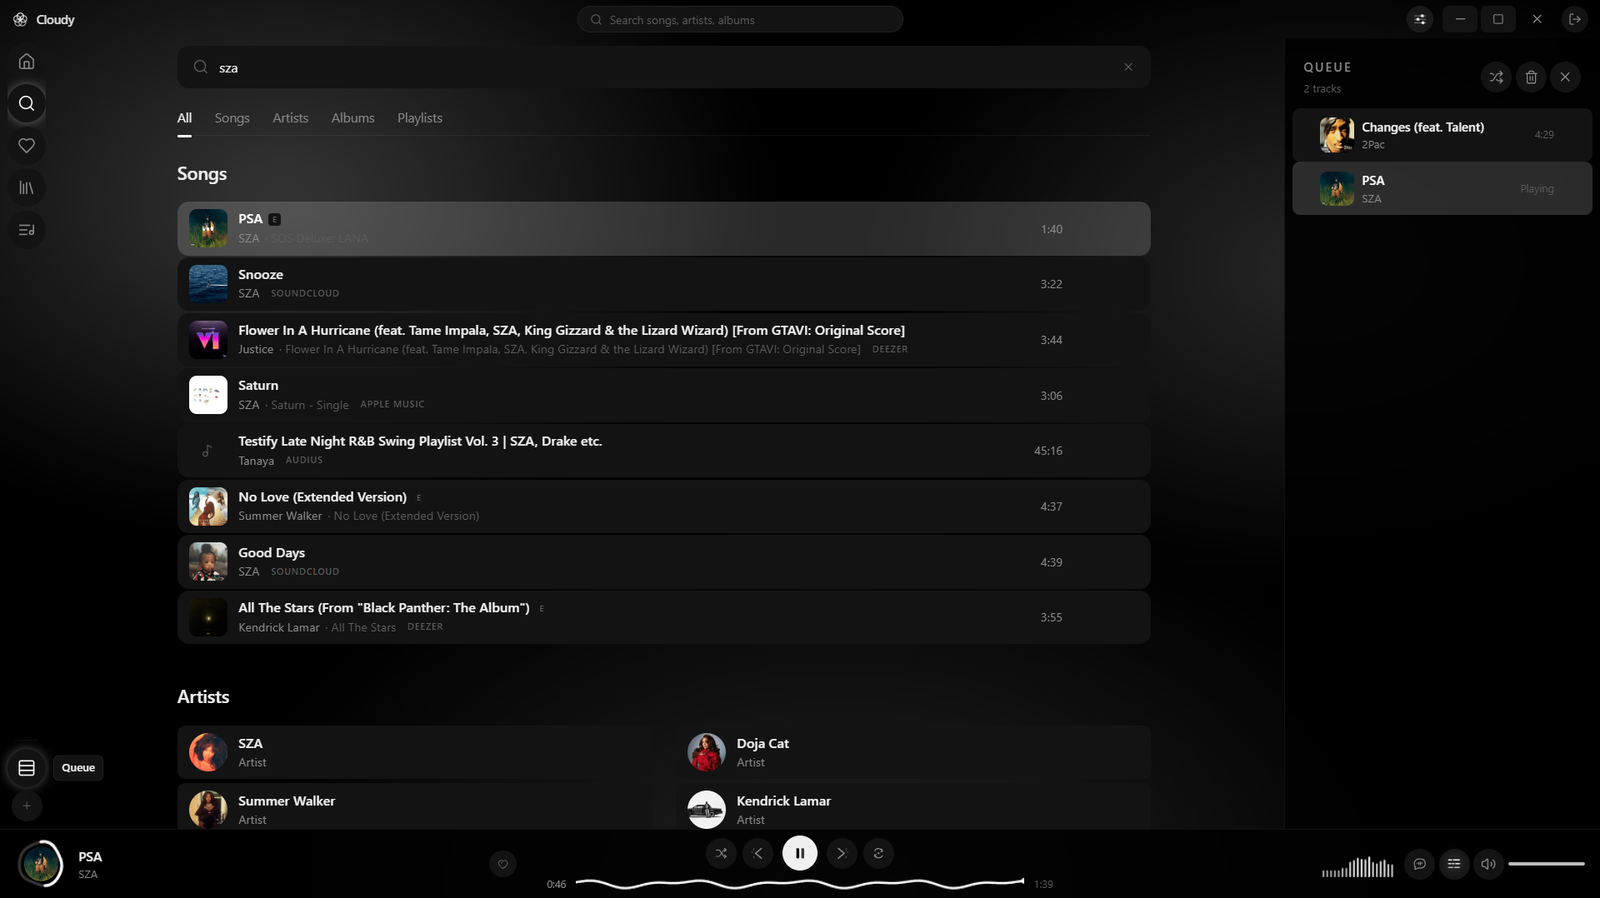 Cloudy
Search songs, artists, albums
sza
All Songs Artists Albums Playlists
Songs
PSA E
SZA · SOS Deluxe: LANA
1:40
Snooze
SZA SOUNDCLOUD
3:22
Flower In A Hurricane (feat. Tame Impala, SZA, King Gizzard & the Lizard Wizard) [From GTAVI: Original Score]
Justice · Flower In A Hurricane (feat. Tame Impala, SZA, King Gizzard & the Lizard Wizard) [From GTAVI: Original Score] DEEZER
3:44
VI
Saturn
SZA · Saturn - Single APPLE MUSIC
3:06
Testify Late Night R&B Swing Playlist Vol. 3 | SZA, Drake etc.
Tanaya AUDIUS
45:16
No Love (Extended Version) E
Summer Walker · No Love (Extended Version)
4:37
Good Days
SZA SOUNDCLOUD
4:39
All The Stars (From "Black Panther: The Album") E
Kendrick Lamar · All The Stars DEEZER
3:55
Artists
SZA
Artist
Doja Cat
Artist
Summer Walker
Artist
Kendrick Lamar
Artist
QUEUE
2 tracks
Changes (feat. Talent)
2Pac
4:29
PSA
SZA
Playing
Queue
PSA
SZA
0:46
1:39